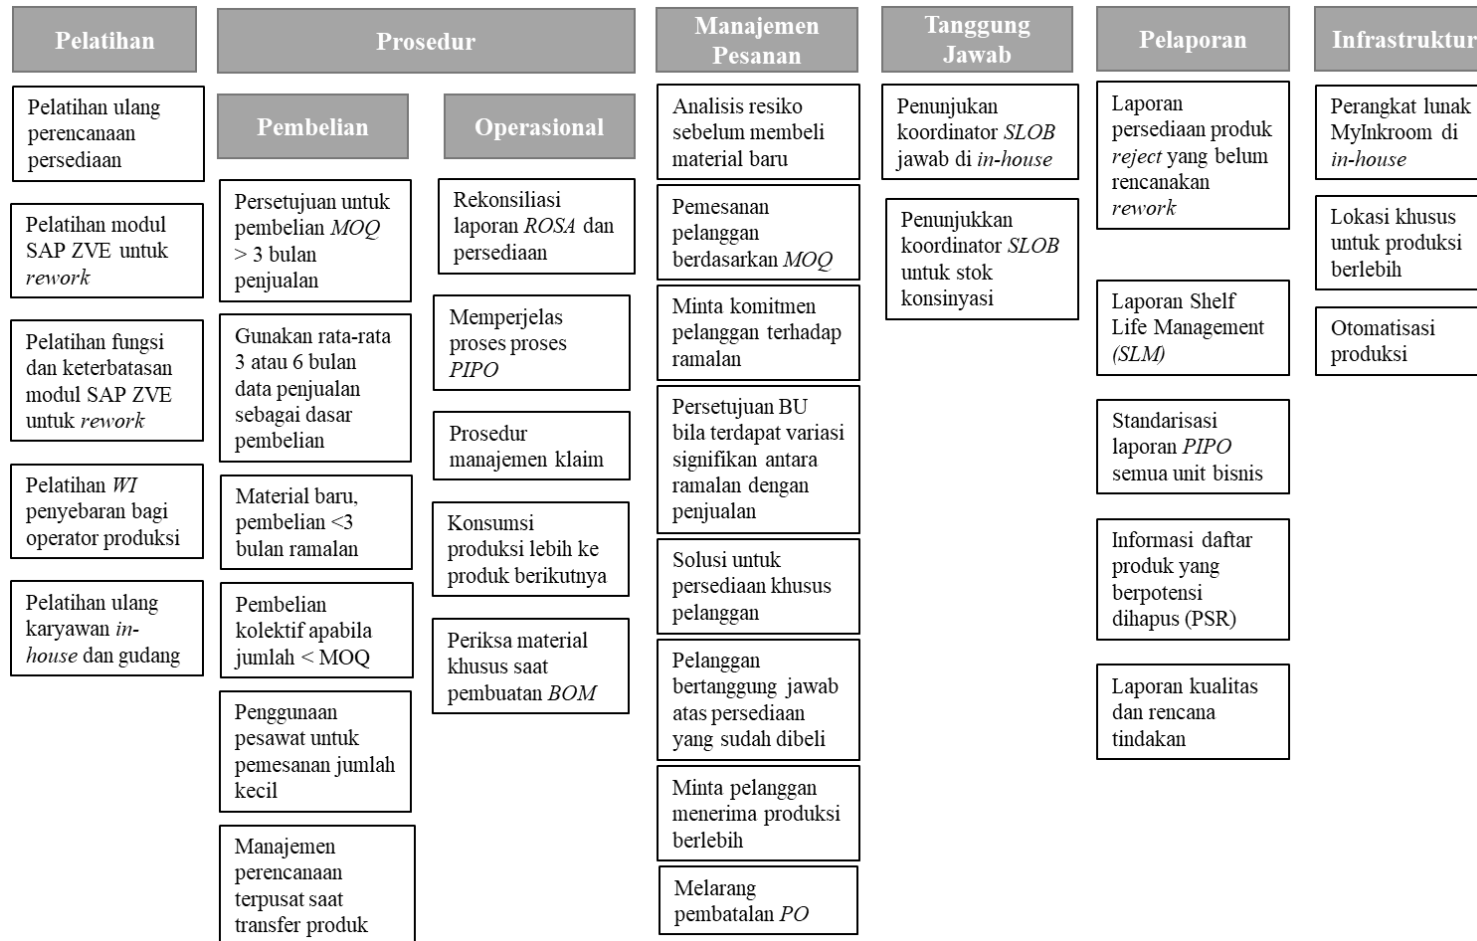 Pelatihan
Prosedur
Manajemen
Pesanan
Tanggung
Jawab
Pelaporan
Infrastruktur
Pelatihan ulang
perencanaan
persediaan
Pelatihan modul
SAP ZVE untuk
rework
Pelatihan fungsi
dan keterbatasan
modul SAP ZVE
untuk rework
Pelatihan WI
penyebaran bagi
operator produksi
Pelatihan ulang
karyawan in-
house dan gudang
Pembelian
Persetujuan untuk
pembelian MOQ
> 3 bulan
penjualan
Gunakan rata-rata
3 atau 6 bulan
data penjualan
sebagai dasar
pembelian
Material baru,
pembelian <3
bulan ramalan
Pembelian
kolektif apabila
jumlah < MOQ
Penggunaan
pesawat untuk
pemesanan jumlah
kecil
Manajemen
perencanaan
terpusat saat
transfer produk
Operasional
Rekonsiliasi
laporan ROSA dan
persediaan
Memperjelas
proses proses
PIPO
Prosedur
manajemen klaim
Konsumsi
produksi lebih ke
produk berikutnya
Periksa material
khusus saat
pembuatan BOM
Analisis resiko
sebelum membeli
material baru
Pemesanan
pelanggan
berdasarkan MOQ
Minta komitmen
pelanggan terhadap
ramalan
Persetujuan BU
bila terdapat variasi
signifikan antara
ramalan dengan
penjualan
Solusi untuk
persediaan khusus
pelanggan
Pelanggan
bertanggung jawab
atas persediaan
yang sudah dibeli
Minta pelanggan
menerima produksi
berlebih
Melarang
pembatalan PO
Penunjukan
koordinator SLOB
jawab di in-house
Penunjukkan
koordinator SLOB
untuk stok
konsinyasi
Laporan
persediaan produk
reject yang belum
rencanakan
rework
Laporan Shelf
Life Management
(SLM)
Standarisasi
laporan PIPO
semua unit bisnis
Informasi daftar
produk yang
berpotensi
dihapus (PSR)
Laporan kualitas
dan rencana
tindakan
Perangkat lunak
MyInkroom di
in-house
Lokasi khusus
untuk produksi
berlebih
Otomatisasi
produksi